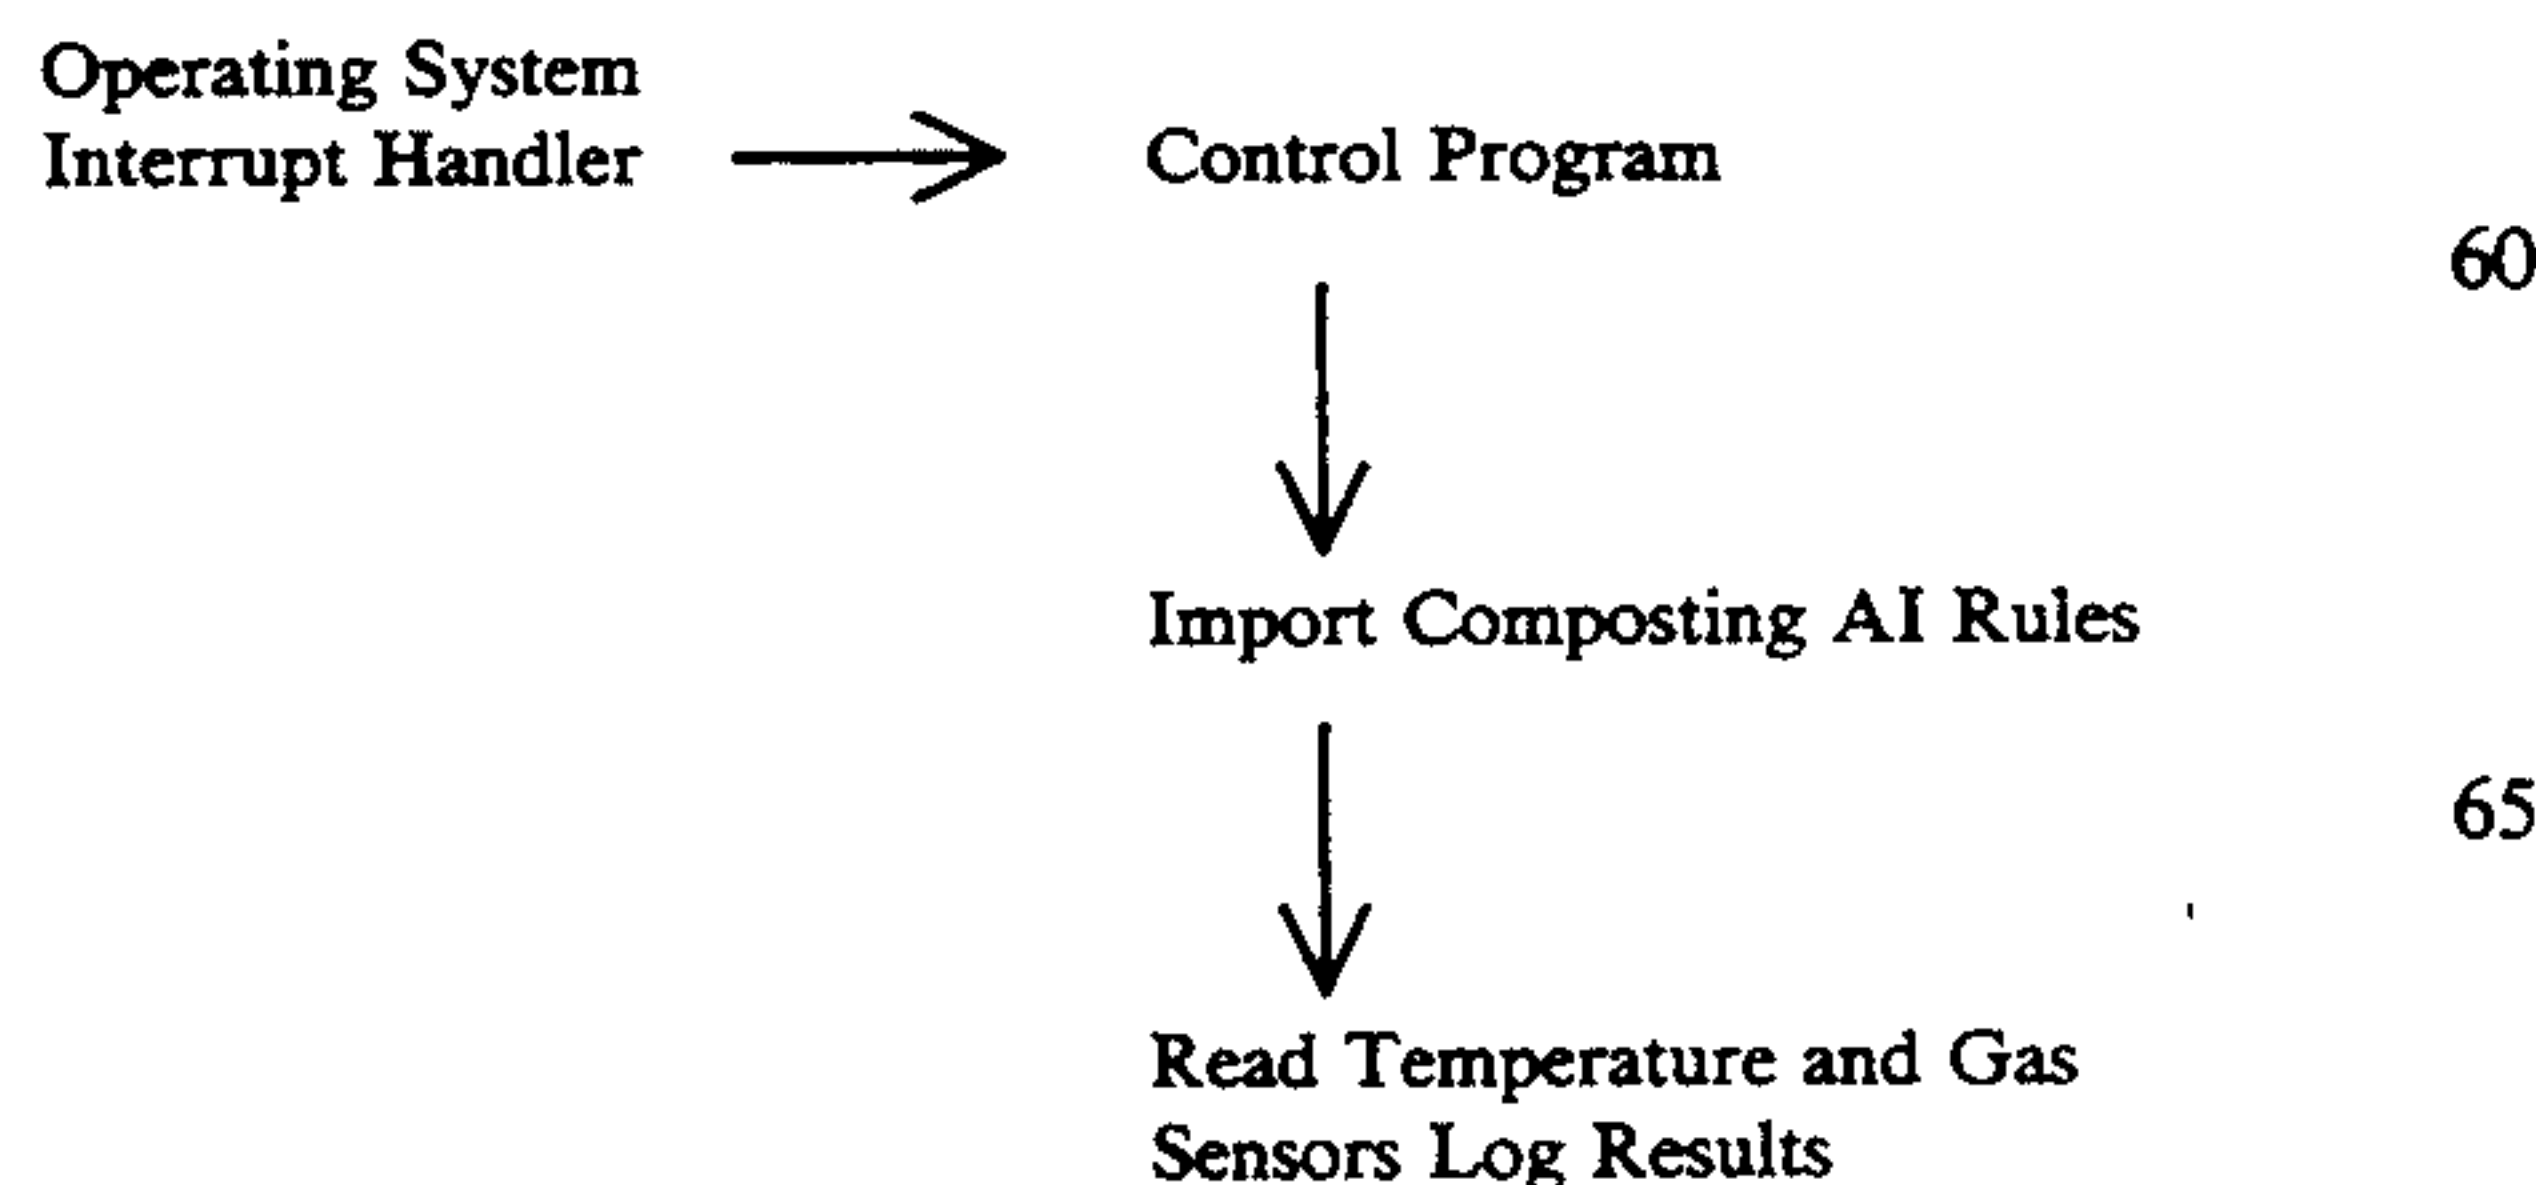 Operating System
Interrupt Handler
Control Program
60
Import Composting AI Rules
65
Read Temperature and Gas
Sensors Log Results